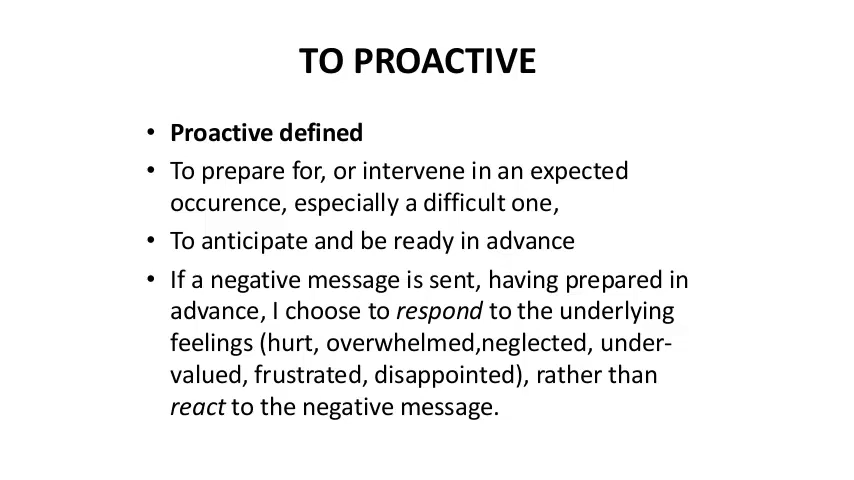 TO PROACTIVE
• Proactive defined
• To prepare for, or intervene in an expected
occurence, especially a difficult one,
• To anticipate and be ready in advance
• If a negative message is sent, having prepared in
advance, I choose to respond to the underlying
feelings (hurt, overwhelmed,neglected, under-
valued, frustrated, disappointed), rather than
react to the negative message.